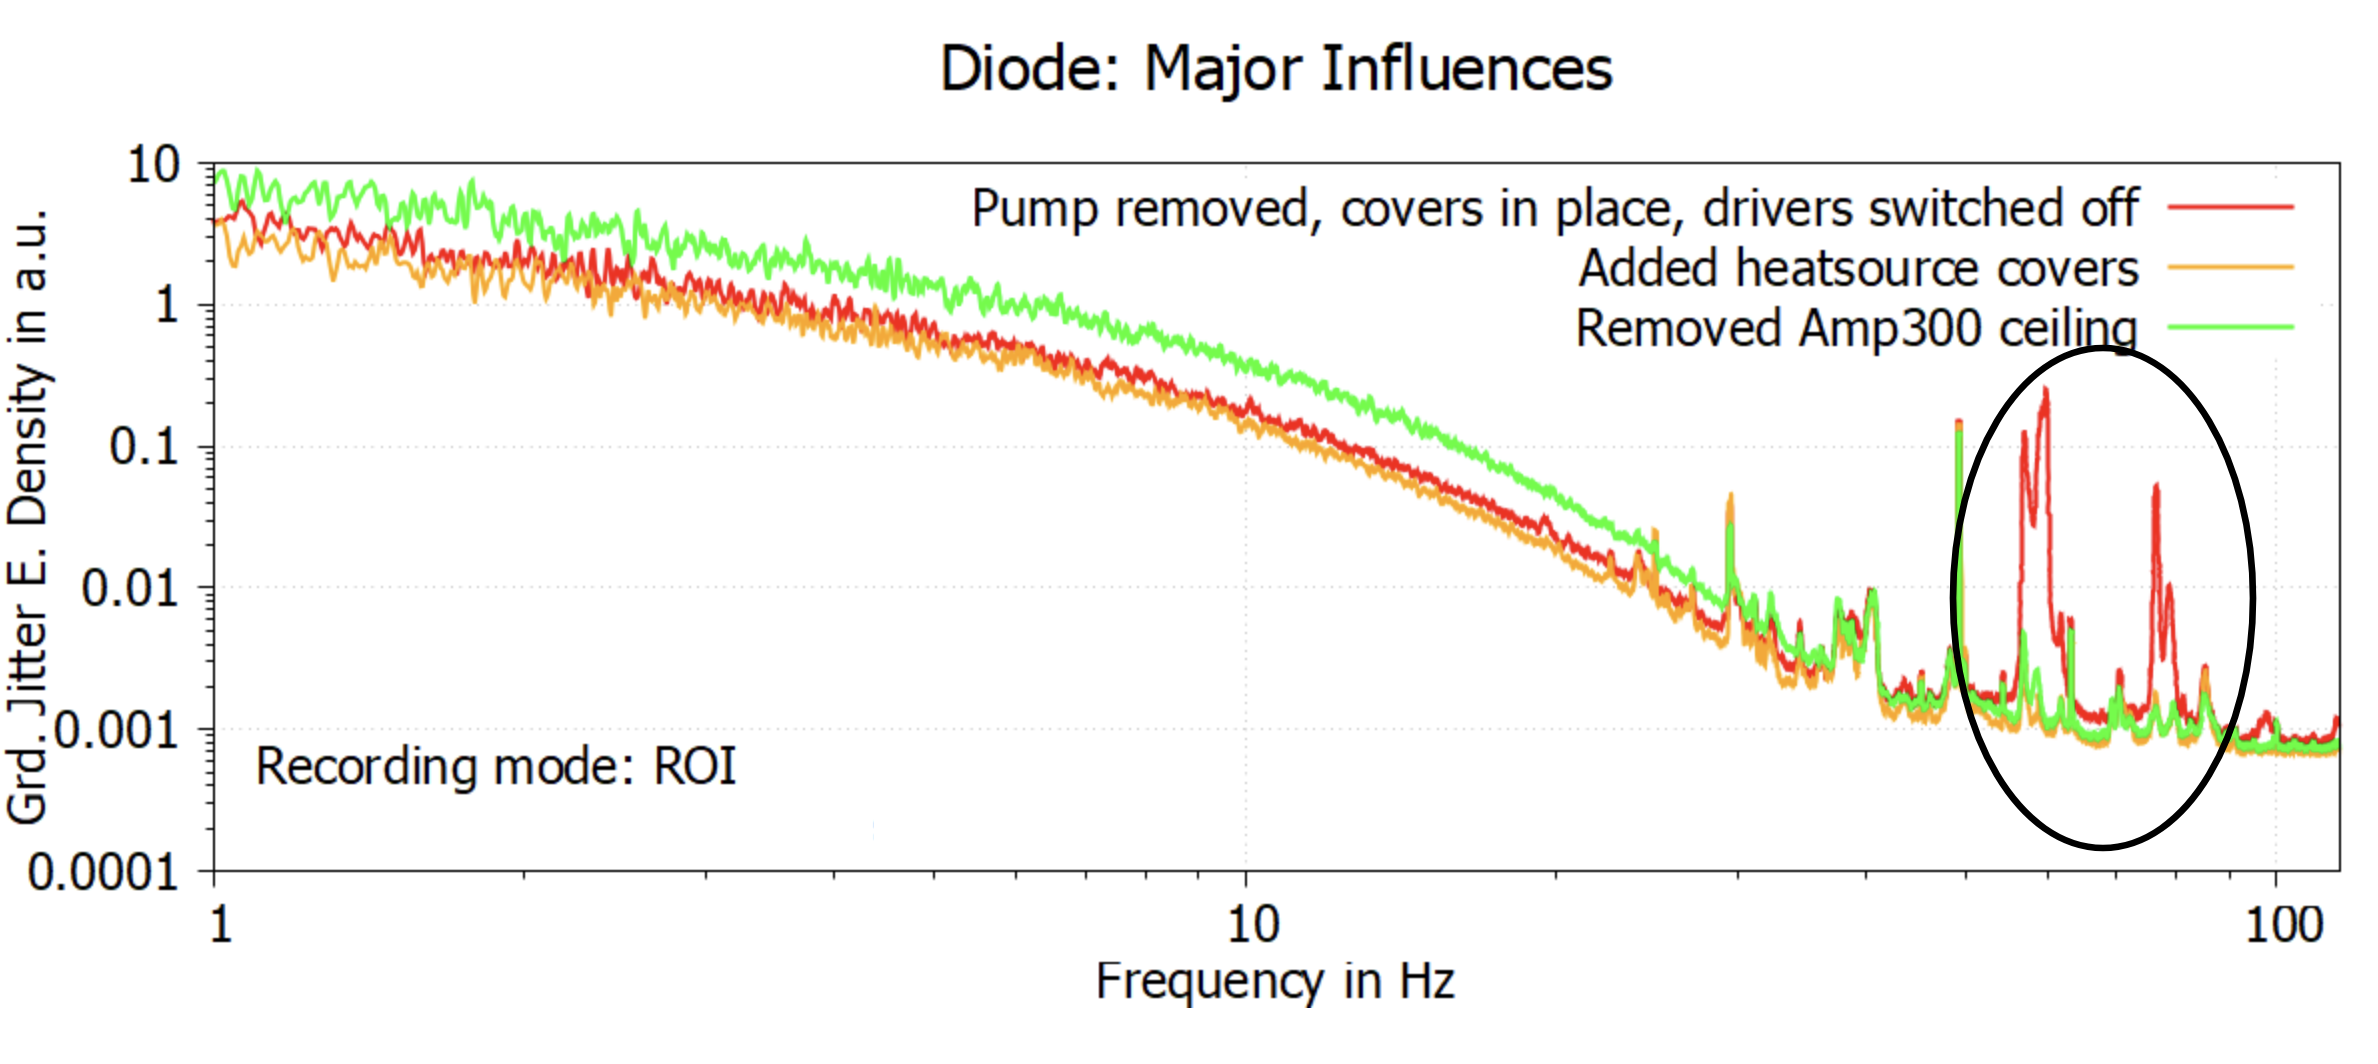 Diode: Major Influences
Grd. Jitter E. Density in a.u.
10
1
0.1
0.01
0.001
0.0001
Pump removed, covers in place, drivers switched off
Added heatsource covers
Removed Amp300 ceiling
Recording mode: ROI
1
10
100
Frequency in Hz